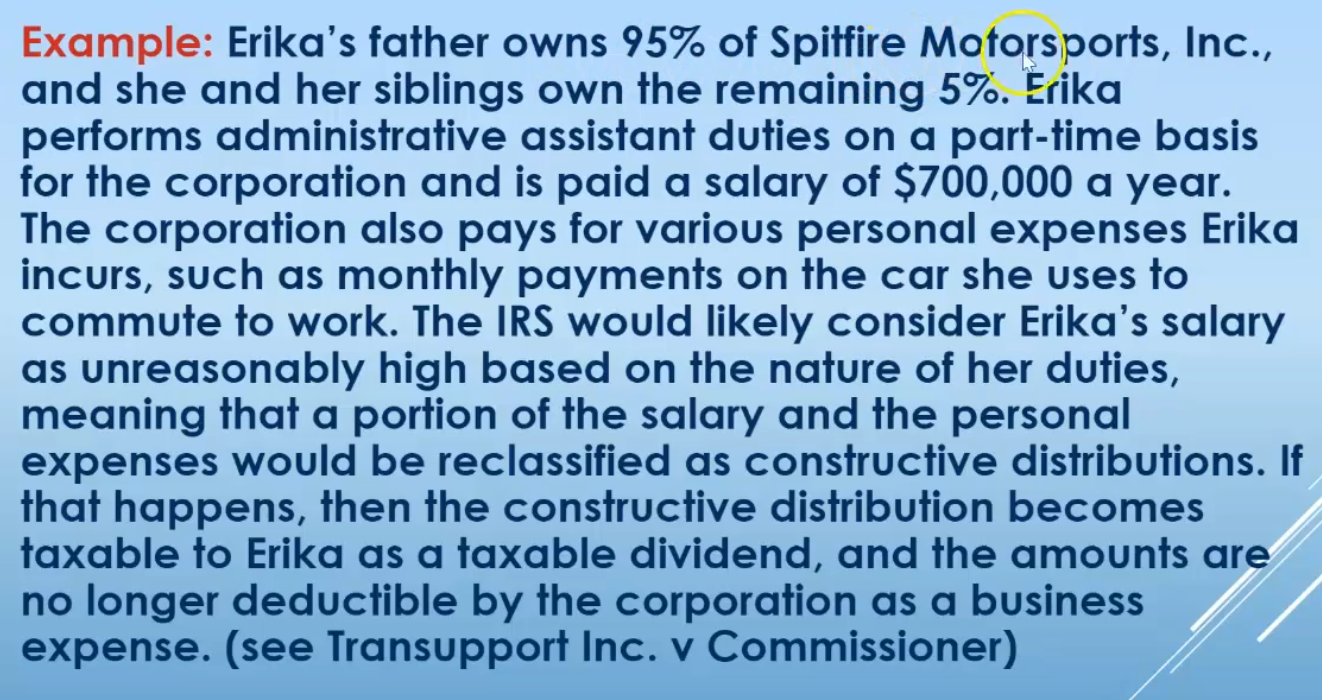 Example: Erika's father owns 95% of Spitfire Motorsports, Inc.,
and she and her siblings own the remaining 5%. Erika
performs administrative assistant duties on a part-time basis
for the corporation and is paid a salary of $700,000 a year.
The corporation also pays for various personal expenses Erika
incurs, such as monthly payments on the car she uses to
commute to work. The IRS would likely consider Erika's salary
as unreasonably high based on the nature of her duties,
meaning that a portion of the salary and the personal
expenses would be reclassified as constructive distributions. If
that happens, then the constructive distribution becomes
taxable to Erika as a taxable dividend, and the amounts are
no longer deductible by the corporation as a business
expense. (see Transupport Inc. v Commissioner)